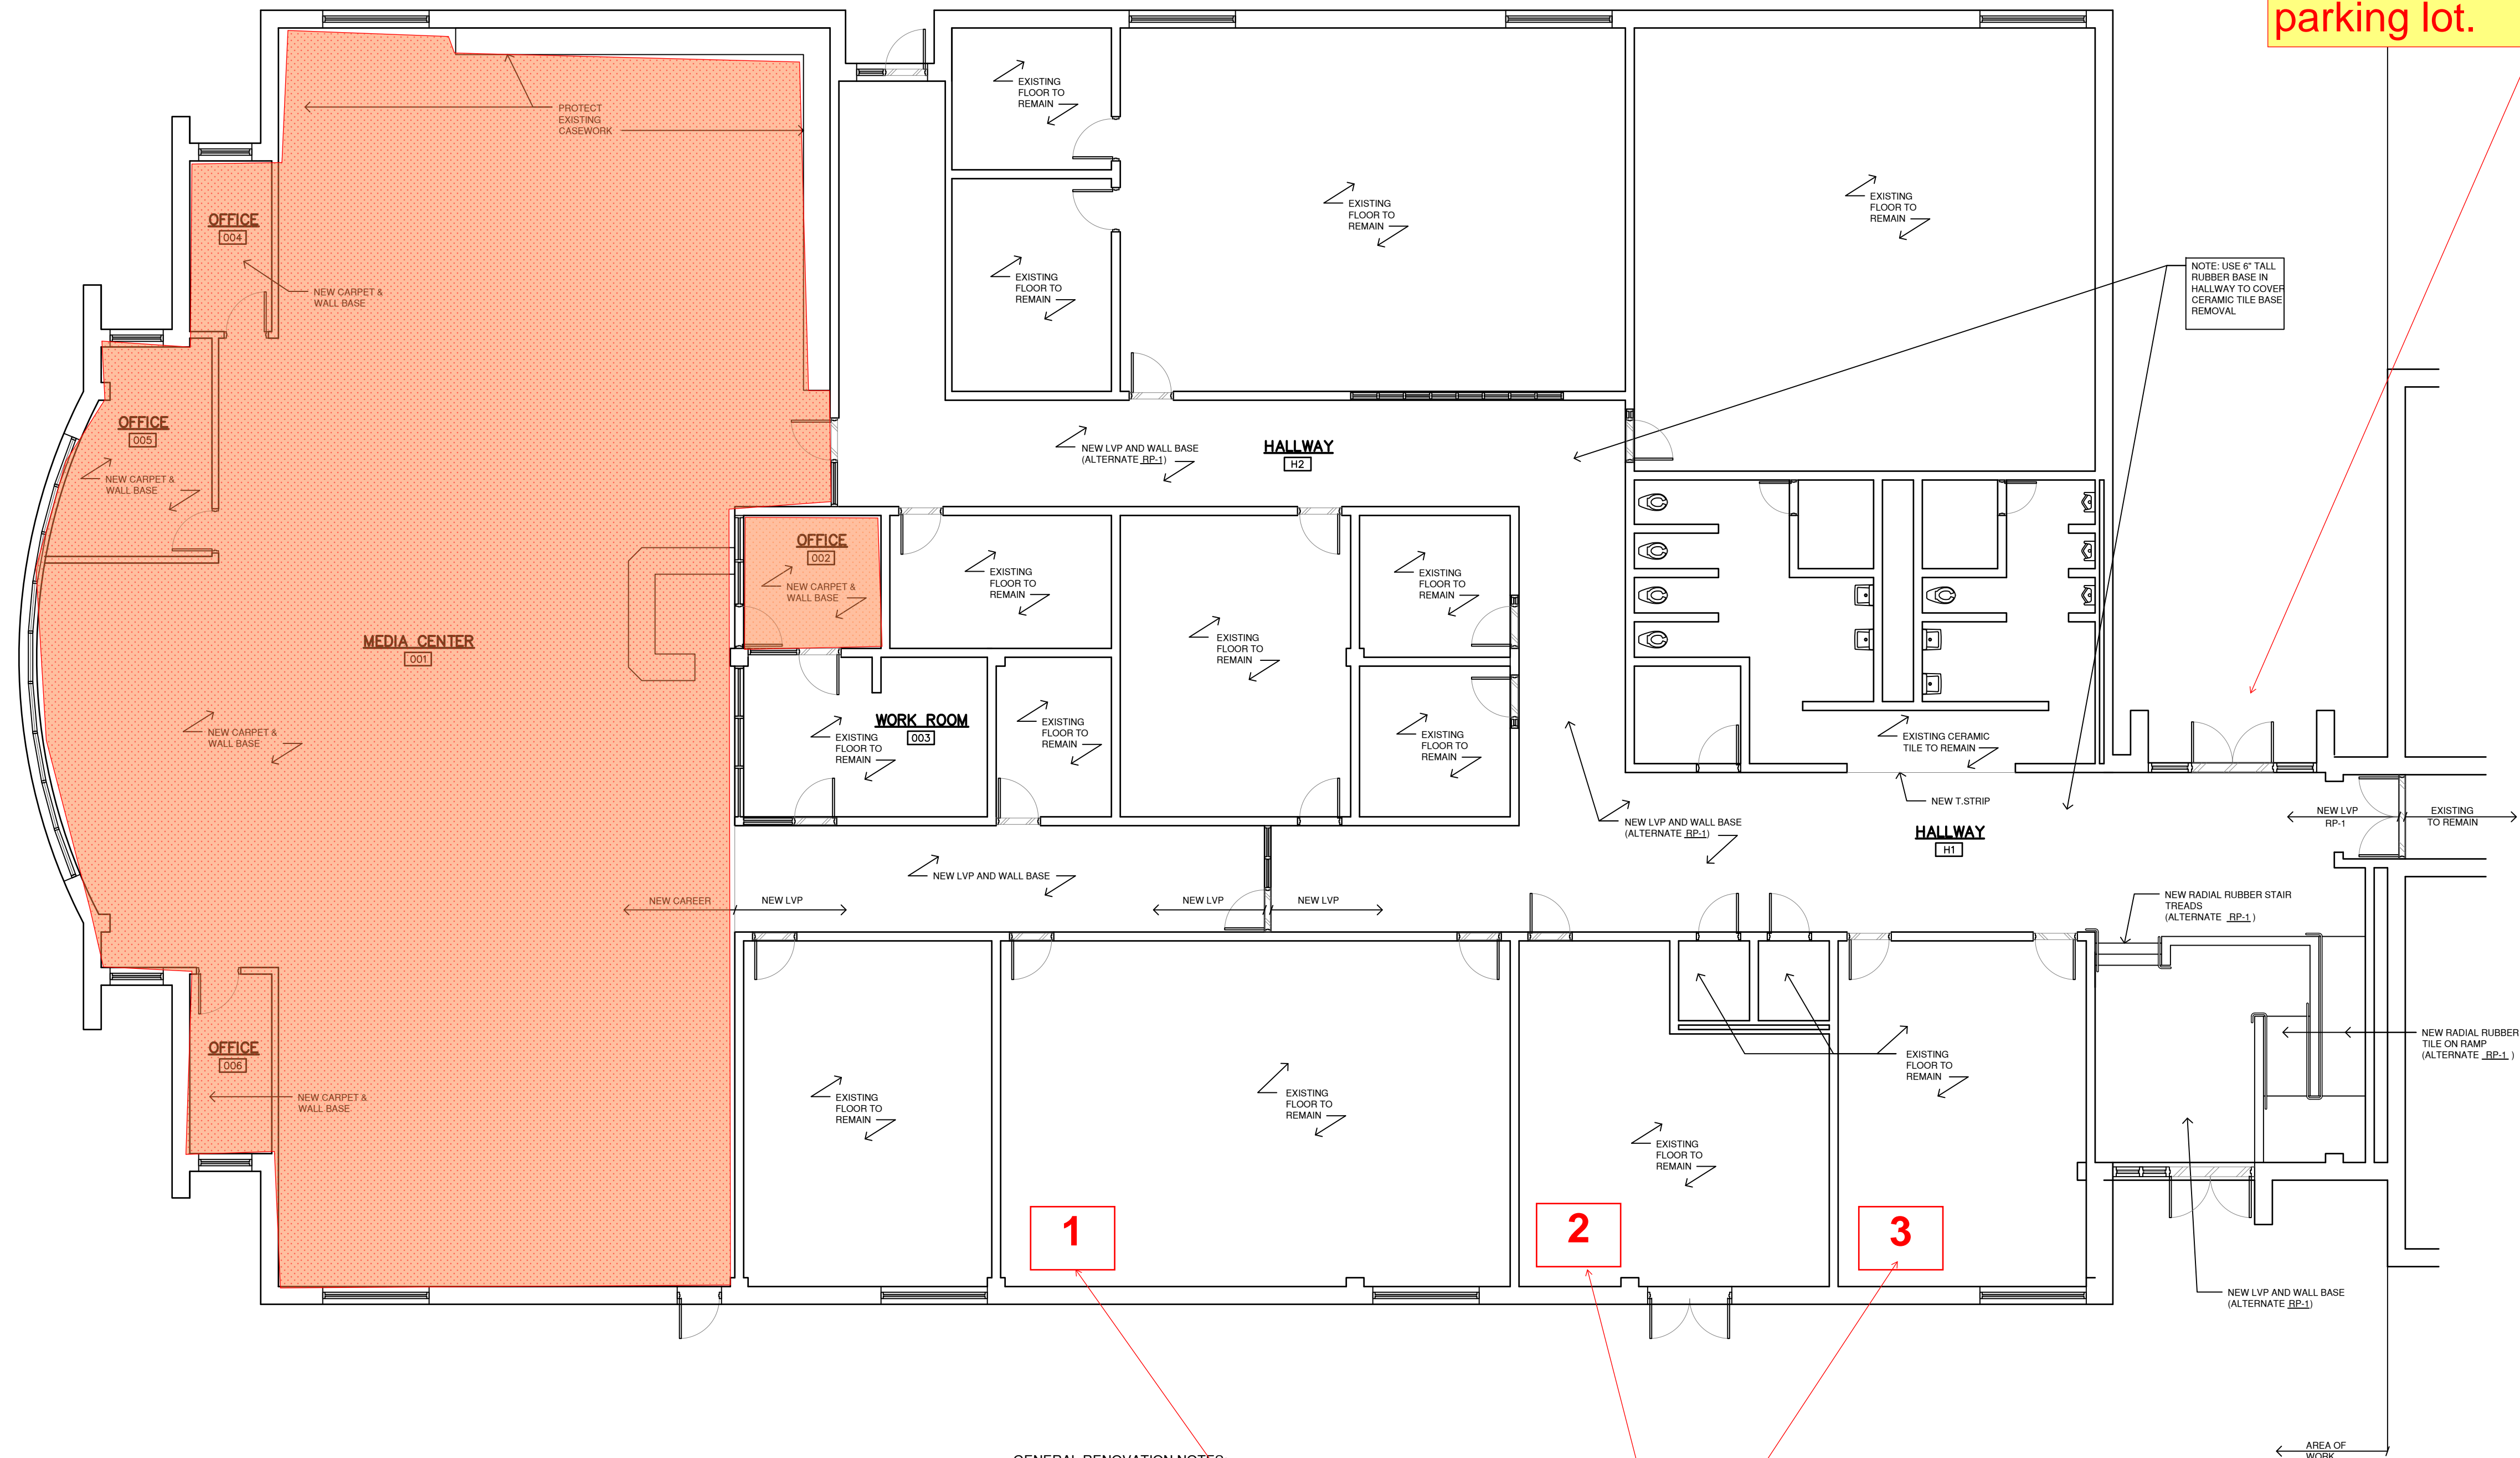 parking lot.
PROTECT
EXISTING
CASEWORK
EXISTING
FLOOR TO
REMAIN
EXISTING
FLOOR TO
REMAIN
EXISTING
FLOOR TO
REMAIN
OFFICE
004
NEW CARPET &
WALL BASE
EXISTING
FLOOR TO
REMAIN
NOTE: USE 6" TALL
RUBBER BASE IN
HALLWAY TO COVER
CERAMIC TILE BASE
REMOVAL
OFFICE
005
NEW CARPET &
WALL BASE
NEW LVP AND WALL BASE
(ALTERNATE RP-1)
HALLWAY
H2
OFFICE
002
NEW CARPET &
WALL BASE
EXISTING
FLOOR TO
REMAIN
EXISTING
FLOOR TO
REMAIN
EXISTING
FLOOR TO
REMAIN
MEDIA CENTER
001
NEW CARPET &
WALL BASE
WORK ROOM
003
EXISTING
FLOOR TO
REMAIN
EXISTING
FLOOR TO
REMAIN
EXISTING
FLOOR TO
REMAIN
EXISTING CERAMIC
TILE TO REMAIN
NEW T.STRIP
NEW LVP AND WALL BASE
(ALTERNATE RP-1)
HALLWAY
H1
NEW LVP
RP-1
EXISTING
TO REMAIN
NEW LVP AND WALL BASE
NEW CAREER
NEW LVP
NEW LVP
NEW LVP
NEW RADIAL RUBBER STAIR
TREADS
(ALTERNATE RP-1 )
OFFICE
006
NEW CARPET &
WALL BASE
EXISTING
FLOOR TO
REMAIN
EXISTING
FLOOR TO
REMAIN
EXISTING
FLOOR TO
REMAIN
EXISTING
FLOOR TO
REMAIN
NEW RADIAL RUBBER
TILE ON RAMP
(ALTERNATE RP-1 )
1
2
3
NEW LVP AND WALL BASE
(ALTERNATE RP-1)
GENERAL RENOVATION NOTES
AREA OF
WORK